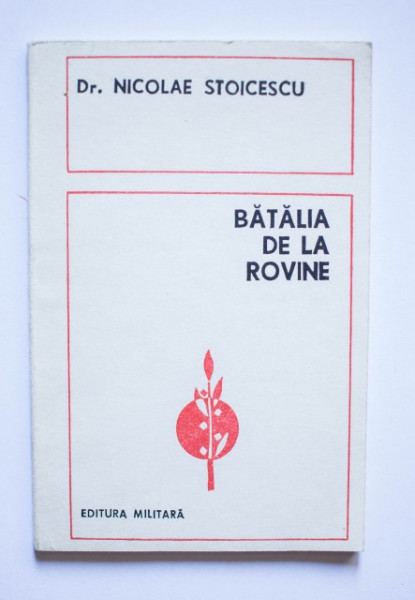 Dr. NICOLAE STOICESCU
BĂTĂLIA
DE LA
ROVINE
EDITURA MILITARĂ